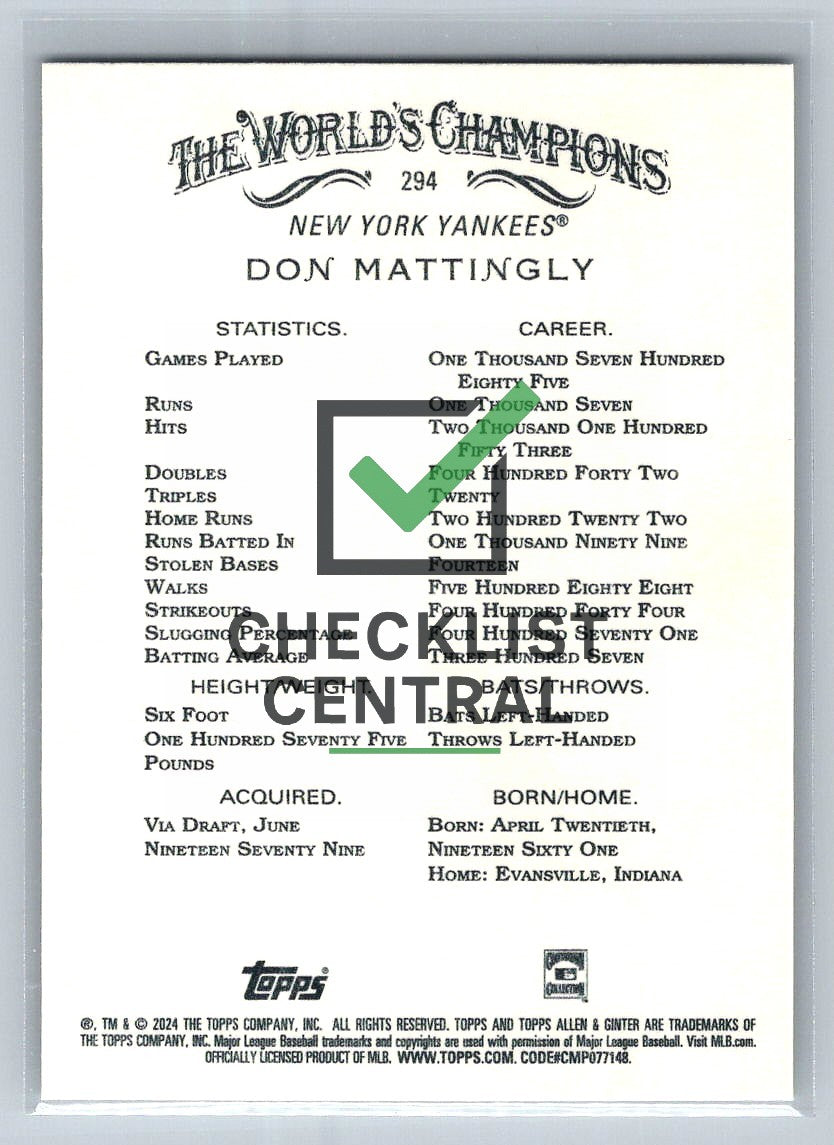 THE WORLD'S CHAMPIONS
294
NEW YORK YANKEES®
DON MATTINGLY
STATISTICS. CAREER.
GAMES PLAYED ONE THOUSAND SEVEN HUNDRED
EIGHTY FIVE
RUNS ONE THOUSAND SEVEN
HITS TWO THOUSAND ONE HUNDRED
FIFTY THREE
DOUBLES FOUR HUNDRED FORTY TWO
TRIPLES TWENTY
HOME RUNS TWO HUNDRED TWENTY TWO
RUNS BATTED IN ONE THOUSAND NINETY NINE
STOLEN BASES FOURTEEN
WALKS FIVE HUNDRED EIGHTY EIGHT
STRIKEOUTS FOUR HUNDRED FORTY FOUR
SLUGGING PERCENTAGE FOUR HUNDRED SEVENTY ONE
BATTING AVERAGE THREE HUNDRED SEVEN
CHECKLIST
CENTRAL
HEIGHT/WEIGHT. BATS/THROWS.
SIX FOOT BATS LEFT-HANDED
ONE HUNDRED SEVENTY FIVE THROWS LEFT-HANDED
POUNDS
ACQUIRED. BORN/HOME.
VIA DRAFT, JUNE BORN: APRIL TWENTIETH,
NINETEEN SEVENTY NINE NINETEEN SIXTY ONE
HOME: EVANSVILLE, INDIANA
Topps®
COOPERSTOWN
COLLECTION
®, TM & © 2024 THE TOPPS COMPANY, INC. ALL RIGHTS RESERVED. TOPPS AND TOPPS ALLEN & GINTER ARE TRADEMARKS OF
THE TOPPS COMPANY, INC. Major League Baseball trademarks and copyrights are used with permission of Major League Baseball. Visit MLB.com.
OFFICIALLY LICENSED PRODUCT OF MLB. WWW.TOPPS.COM. CODE#CMP077148.